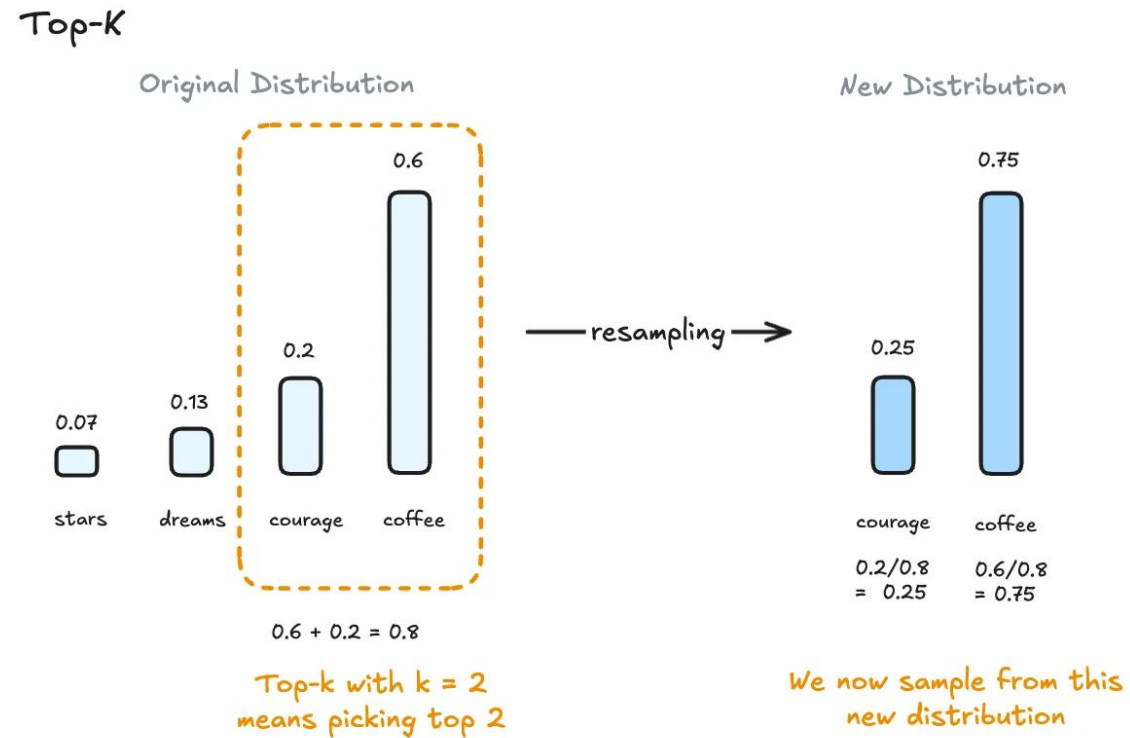 Top-K
Original Distribution
New Distribution
0.07
0.13
0.2
0.6
stars
dreams
courage
coffee
0.6 + 0.2 = 0.8
Top-k with k = 2
means picking top 2
resampling
0.25
0.75
courage
coffee
0.2/0.8
= 0.25
0.6/0.8
= 0.75
We now sample from this
new distribution